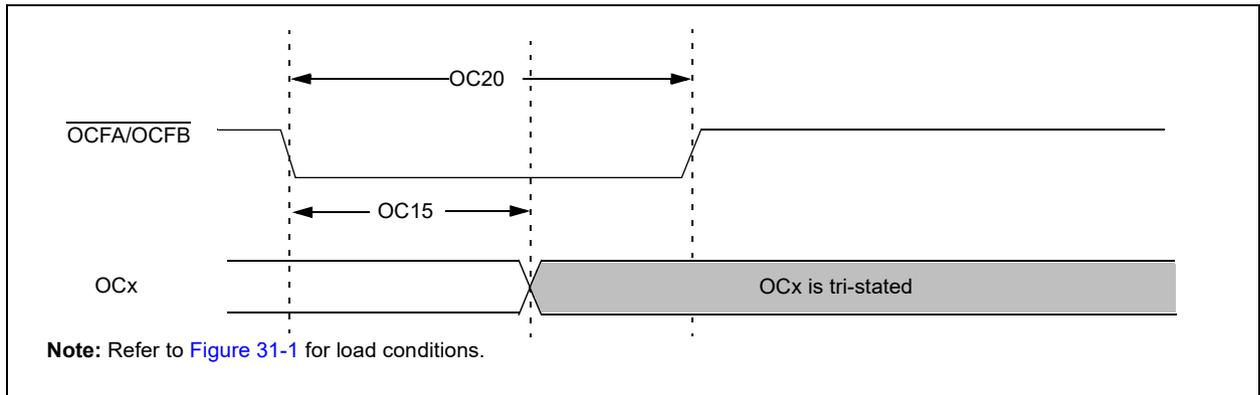 OC20
OCFA/OCFB
OC15
OCx
OCx is tri-stated
Note: Refer to Figure 31-1 for load conditions.